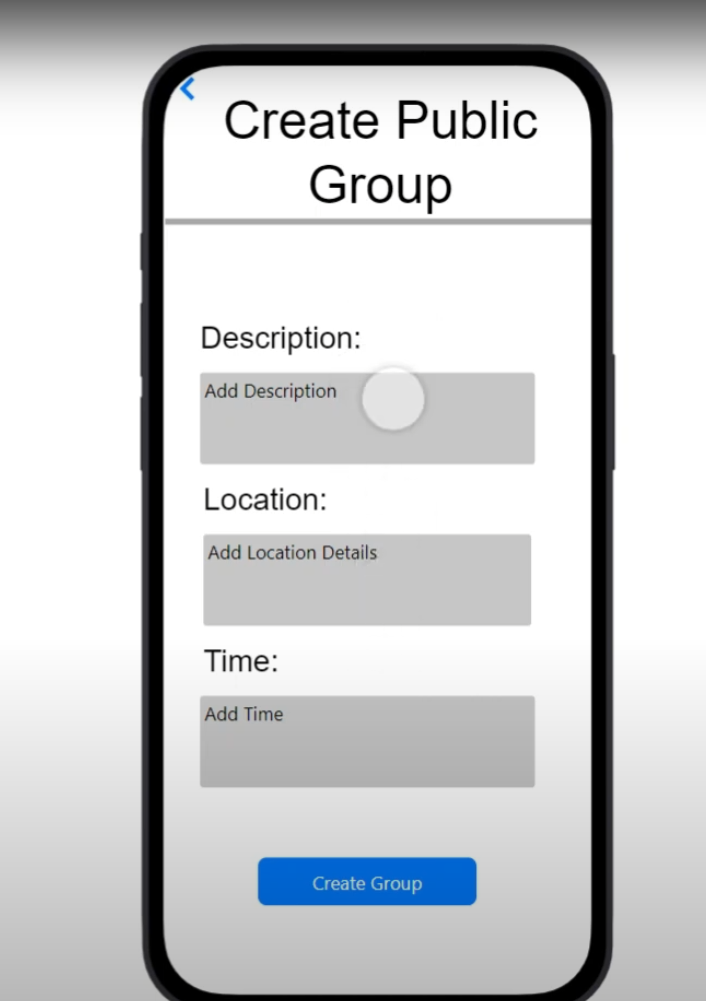 Create Public
Group
Description:
Add Description
Location:
Add Location Details
Time:
Add Time
Create Group